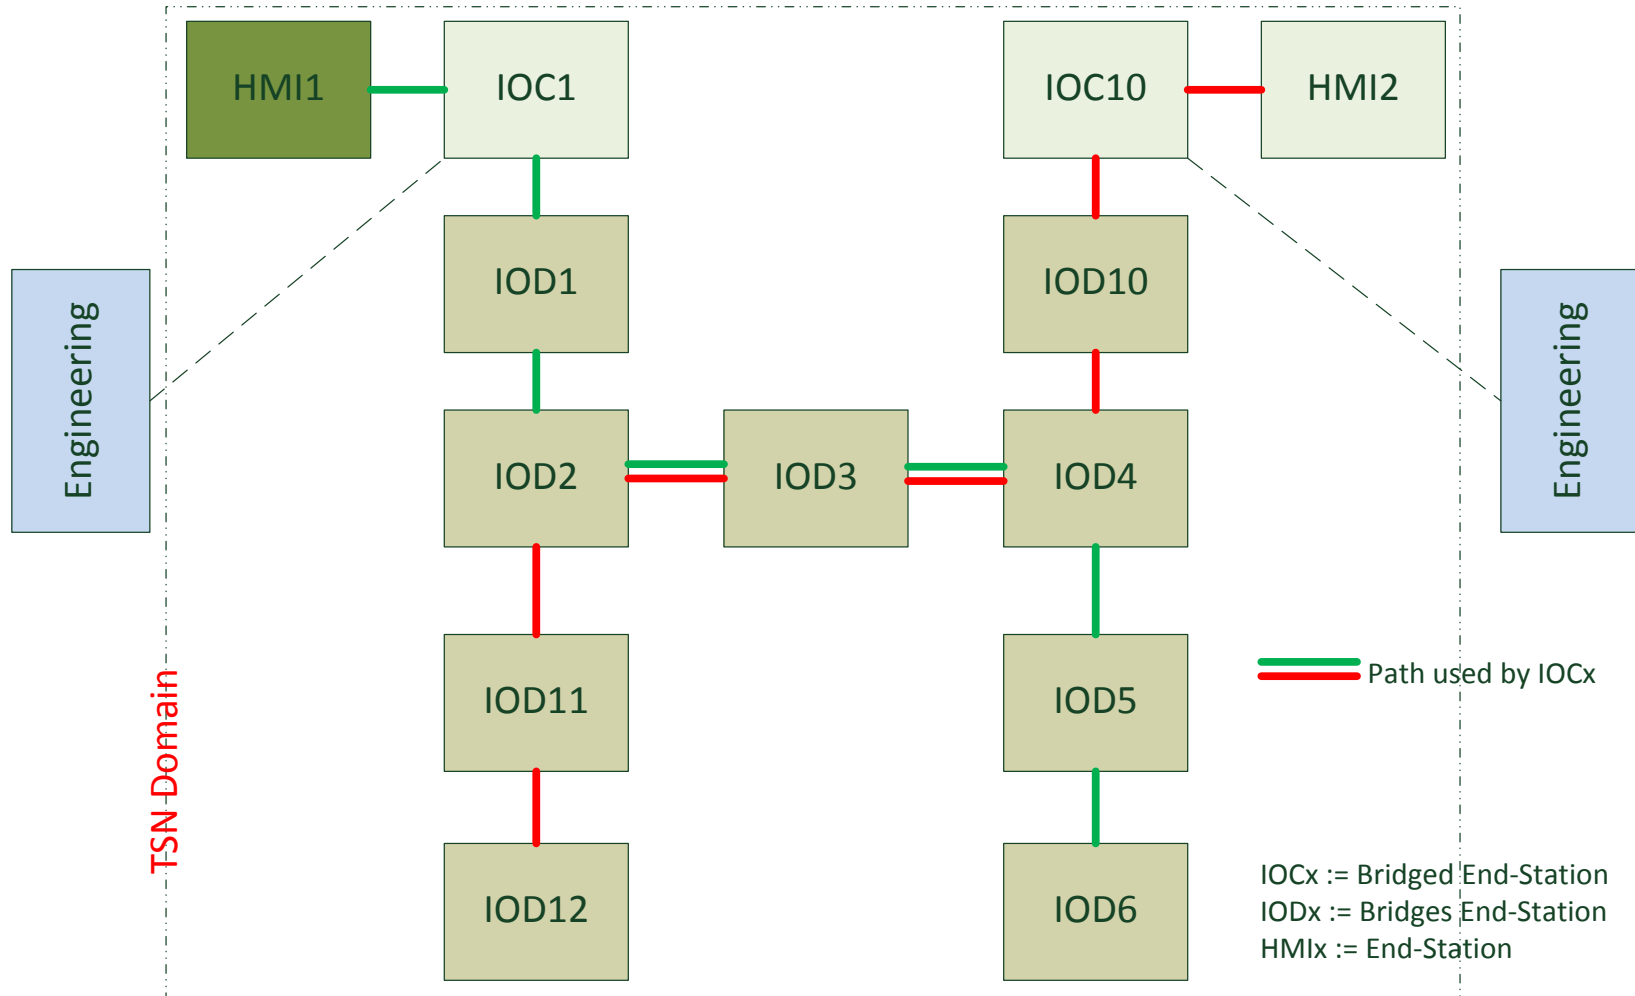 HMI1
IOC1
IOC10
HMI2
IOD1
IOD10
Engineering
Engineering
IOD2
IOD3
IOD4
IOD11
IOD5
Path used by IOCx
TSN Domain
IOD12
IOD6
IOCx := Bridged End-Station
IODx := Bridges End-Station
HMIx := End-Station